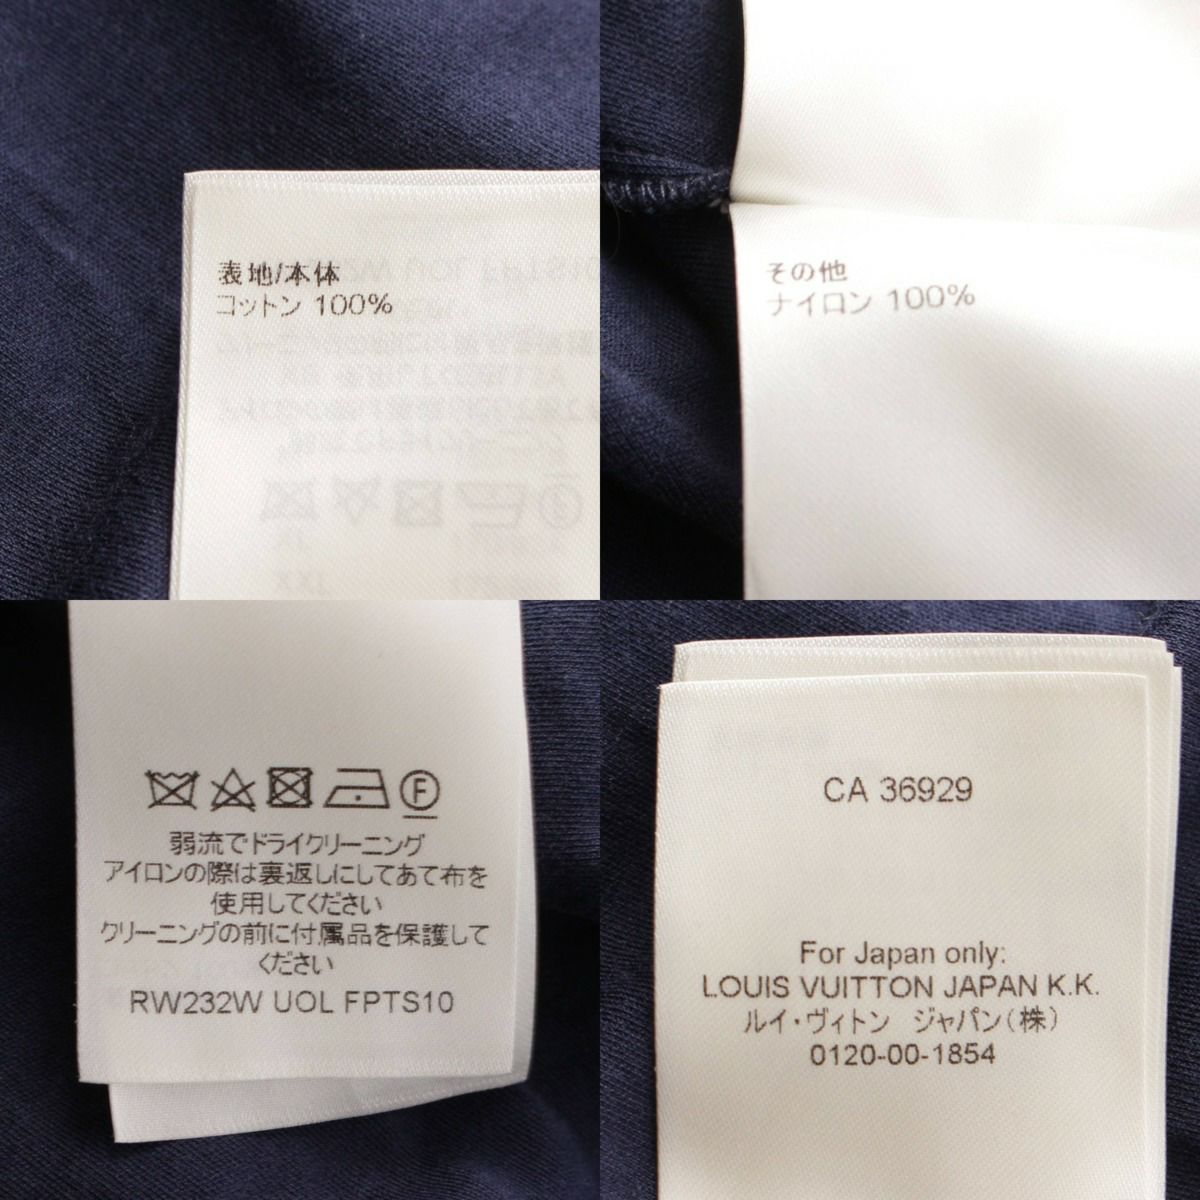 表地/本体
コットン 100%
その他
ナイロン 100%
弱流でドライクリーニング
アイロンの際は裏返しにしてあて布を
使用してください
クリーニングの前に付属品を保護して
ください
RW232W UOL FPTS10
CA 36929
For Japan only:
LOUIS VUITTON JAPAN K.K.
ルイ・ヴィトン ジャパン(株)
0120-00-1854